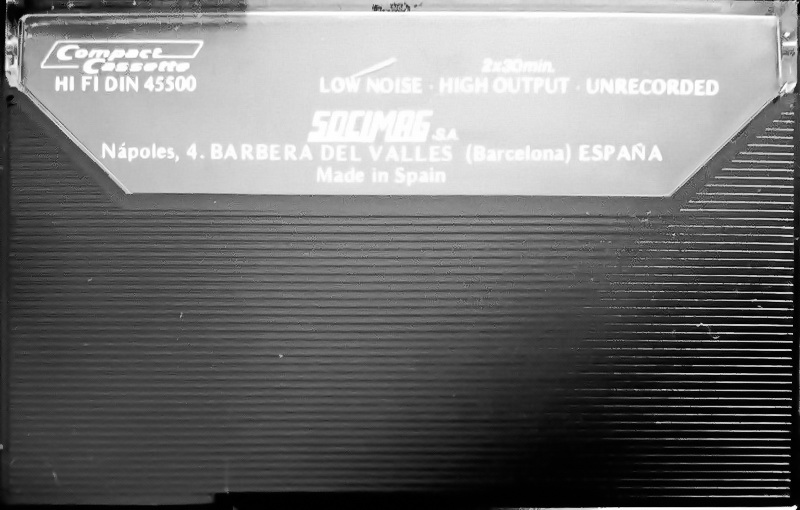 Compact
Cassette
HI FI DIN 45500
2x30min.
LOW NOISE · HIGH OUTPUT · UNRECORDED
SOCIMAG S.A.
Nápoles, 4. BARBERA DEL VALLES (Barcelona) ESPAÑA
Made in Spain